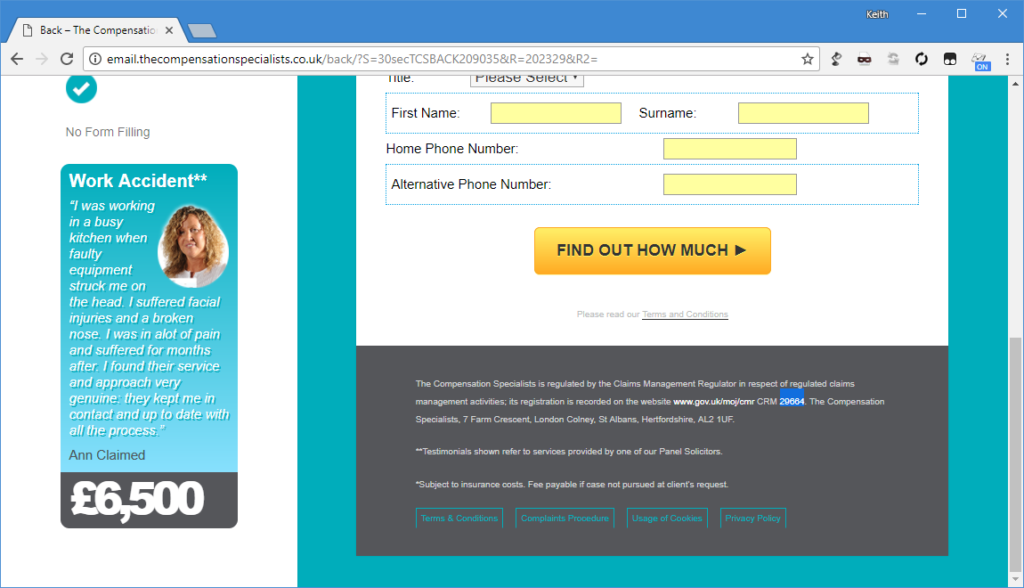 Keith
Back – The Compensatio
email.thecompensationspecialists.co.uk/back/?S=30secTCSBACK209035&R=202329&R2=
ON
No Form Filling
Work Accident**
“I was working
in a busy
kitchen when
faulty
equipment
struck me on
the head. I suffered facial
injuries and a broken
nose. I was in alot of pain
and suffered for months
after. I found their service
and approach very
genuine: they kept me in
contact and up to date with
all the process.”
Ann Claimed
£6,500
Title: Please Select
First Name: Surname:
Home Phone Number:
Alternative Phone Number:
FIND OUT HOW MUCH ►
Please read our Terms and Conditions
The Compensation Specialists is regulated by the Claims Management Regulator in respect of regulated claims
management activities; its registration is recorded on the website www.gov.uk/moj/cmr CRM 29664. The Compensation
Specialists, 7 Farm Crescent, London Colney, St Albans, Hertfordshire, AL2 1UF.
**Testimonials shown refer to services provided by one of our Panel Solicitors.
*Subject to insurance costs. Fee payable if case not pursued at client's request.
Terms & Conditions Complaints Procedure Usage of Cookies Privacy Policy